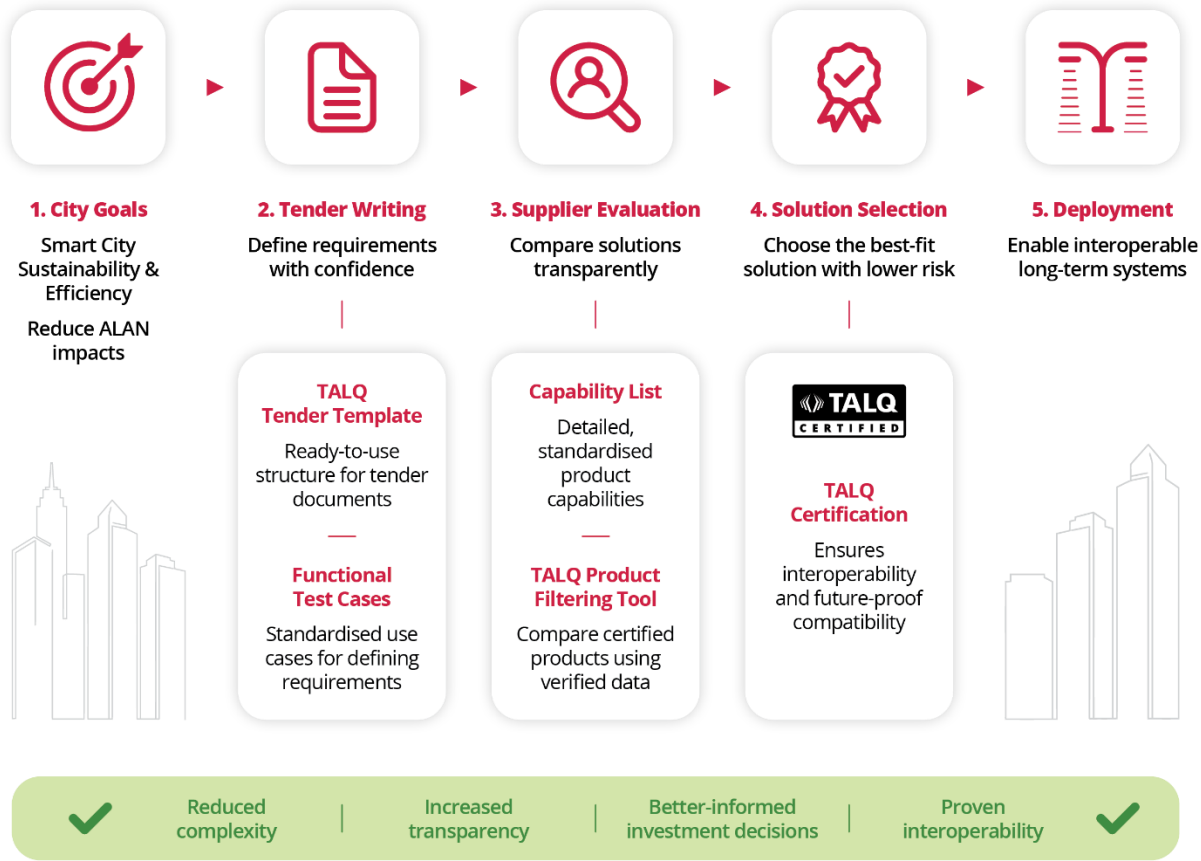 1. City Goals
Smart City
Sustainability &
Efficiency
Reduce ALAN
impacts
2. Tender Writing
Define requirements
with confidence
TALQ
Tender Template
Ready-to-use
structure for tender
documents
Functional
Test Cases
Standardised use
cases for defining
requirements
3. Supplier Evaluation
Compare solutions
transparently
Capability List
Detailed,
standardised
product
capabilities
TALQ Product
Filtering Tool
Compare certified
products using
verified data
4. Solution Selection
Choose the best-fit
solution with lower risk
TALQ
CERTIFIED
TALQ
Certification
Ensures
interoperability
and future-proof
compatibility
5. Deployment
Enable interoperable
long-term systems
Reduced
complexity
Increased
transparency
Better-informed
investment decisions
Proven
interoperability